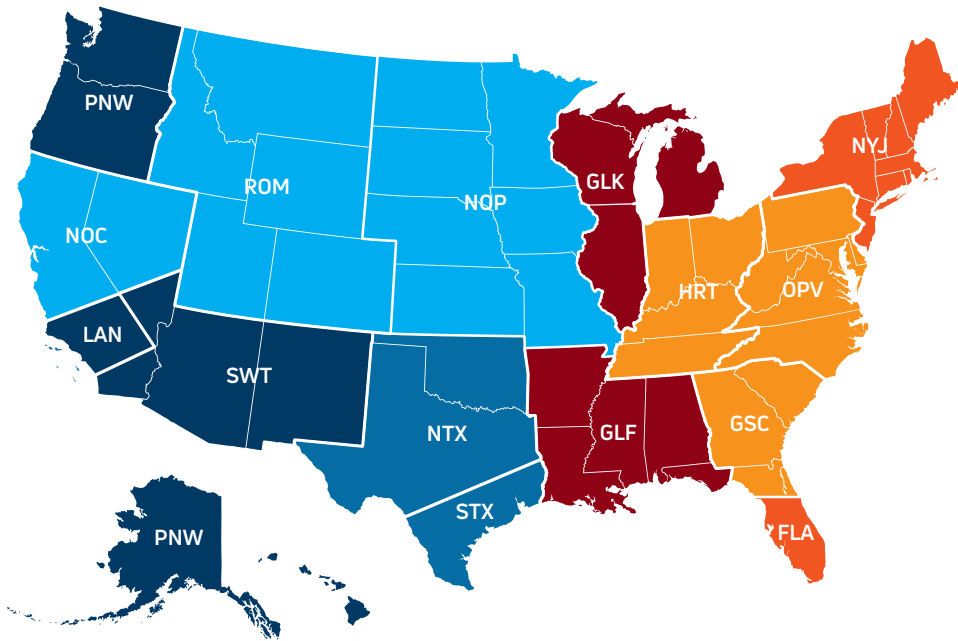 PNW
NYJ
GLK
ROM
NOP
NOC
HRT
OPV
LAN
SWT
GSC
NTX
GLF
STX
FLA
PNW